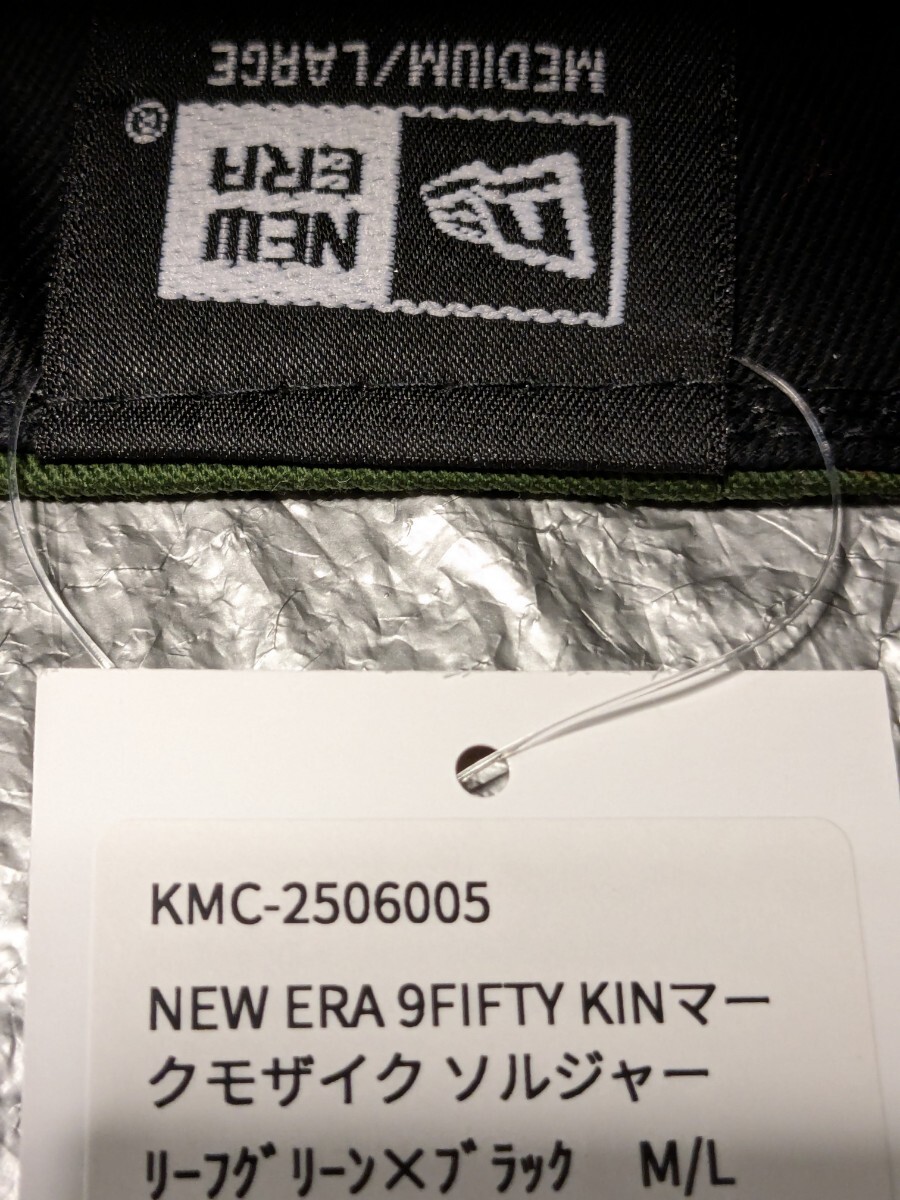 MEDIUM/LARGE
NEW
ERA
®
KMC-2506005
NEW ERA 9FIFTY KINマー
クモザイク ソルジャー
ﾘｰﾌｸﾞﾘｰﾝ×ﾌﾞﾗｯｸ M/L